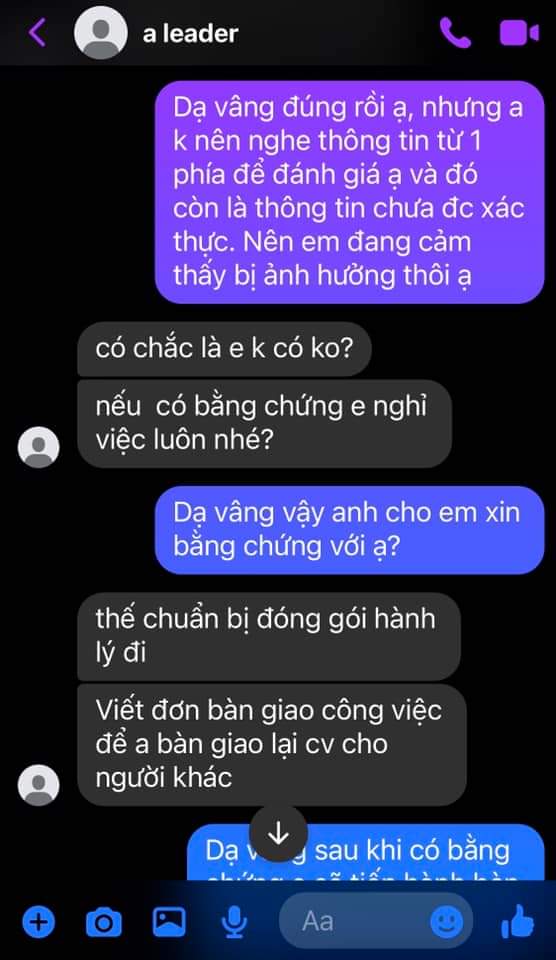 a leader
Dạ vâng đúng rồi ạ, nhưng a
k nên nghe thông tin từ 1
phía để đánh giá ạ và đó
còn là thông tin chưa đc xác
thực. Nên em đang cảm
thấy bị ảnh hưởng thôi ạ
có chắc là e k có ko?
nếu có bằng chứng e nghỉ
việc luôn nhé?
Dạ vâng vậy anh cho em xin
bằng chứng với ạ?
thế chuẩn bị đóng gói hành
lý đi
Viết đơn bàn giao công việc
để a bàn giao lại cv cho
người khác
Dạ sau khi có bằng
Aa